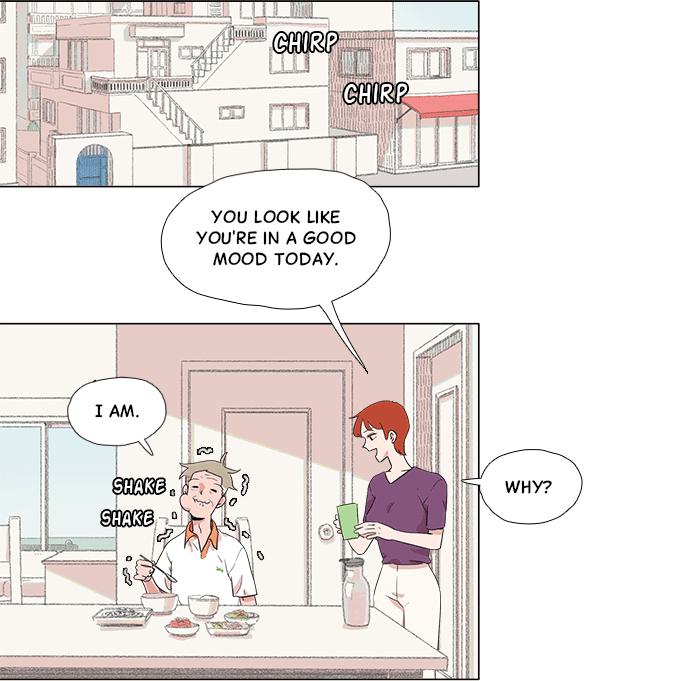 CHIRP
CHIRP
YOU LOOK LIKE
YOU'RE IN A GOOD
MOOD TODAY.
I AM.
SHAKE
SHAKE
WHY?